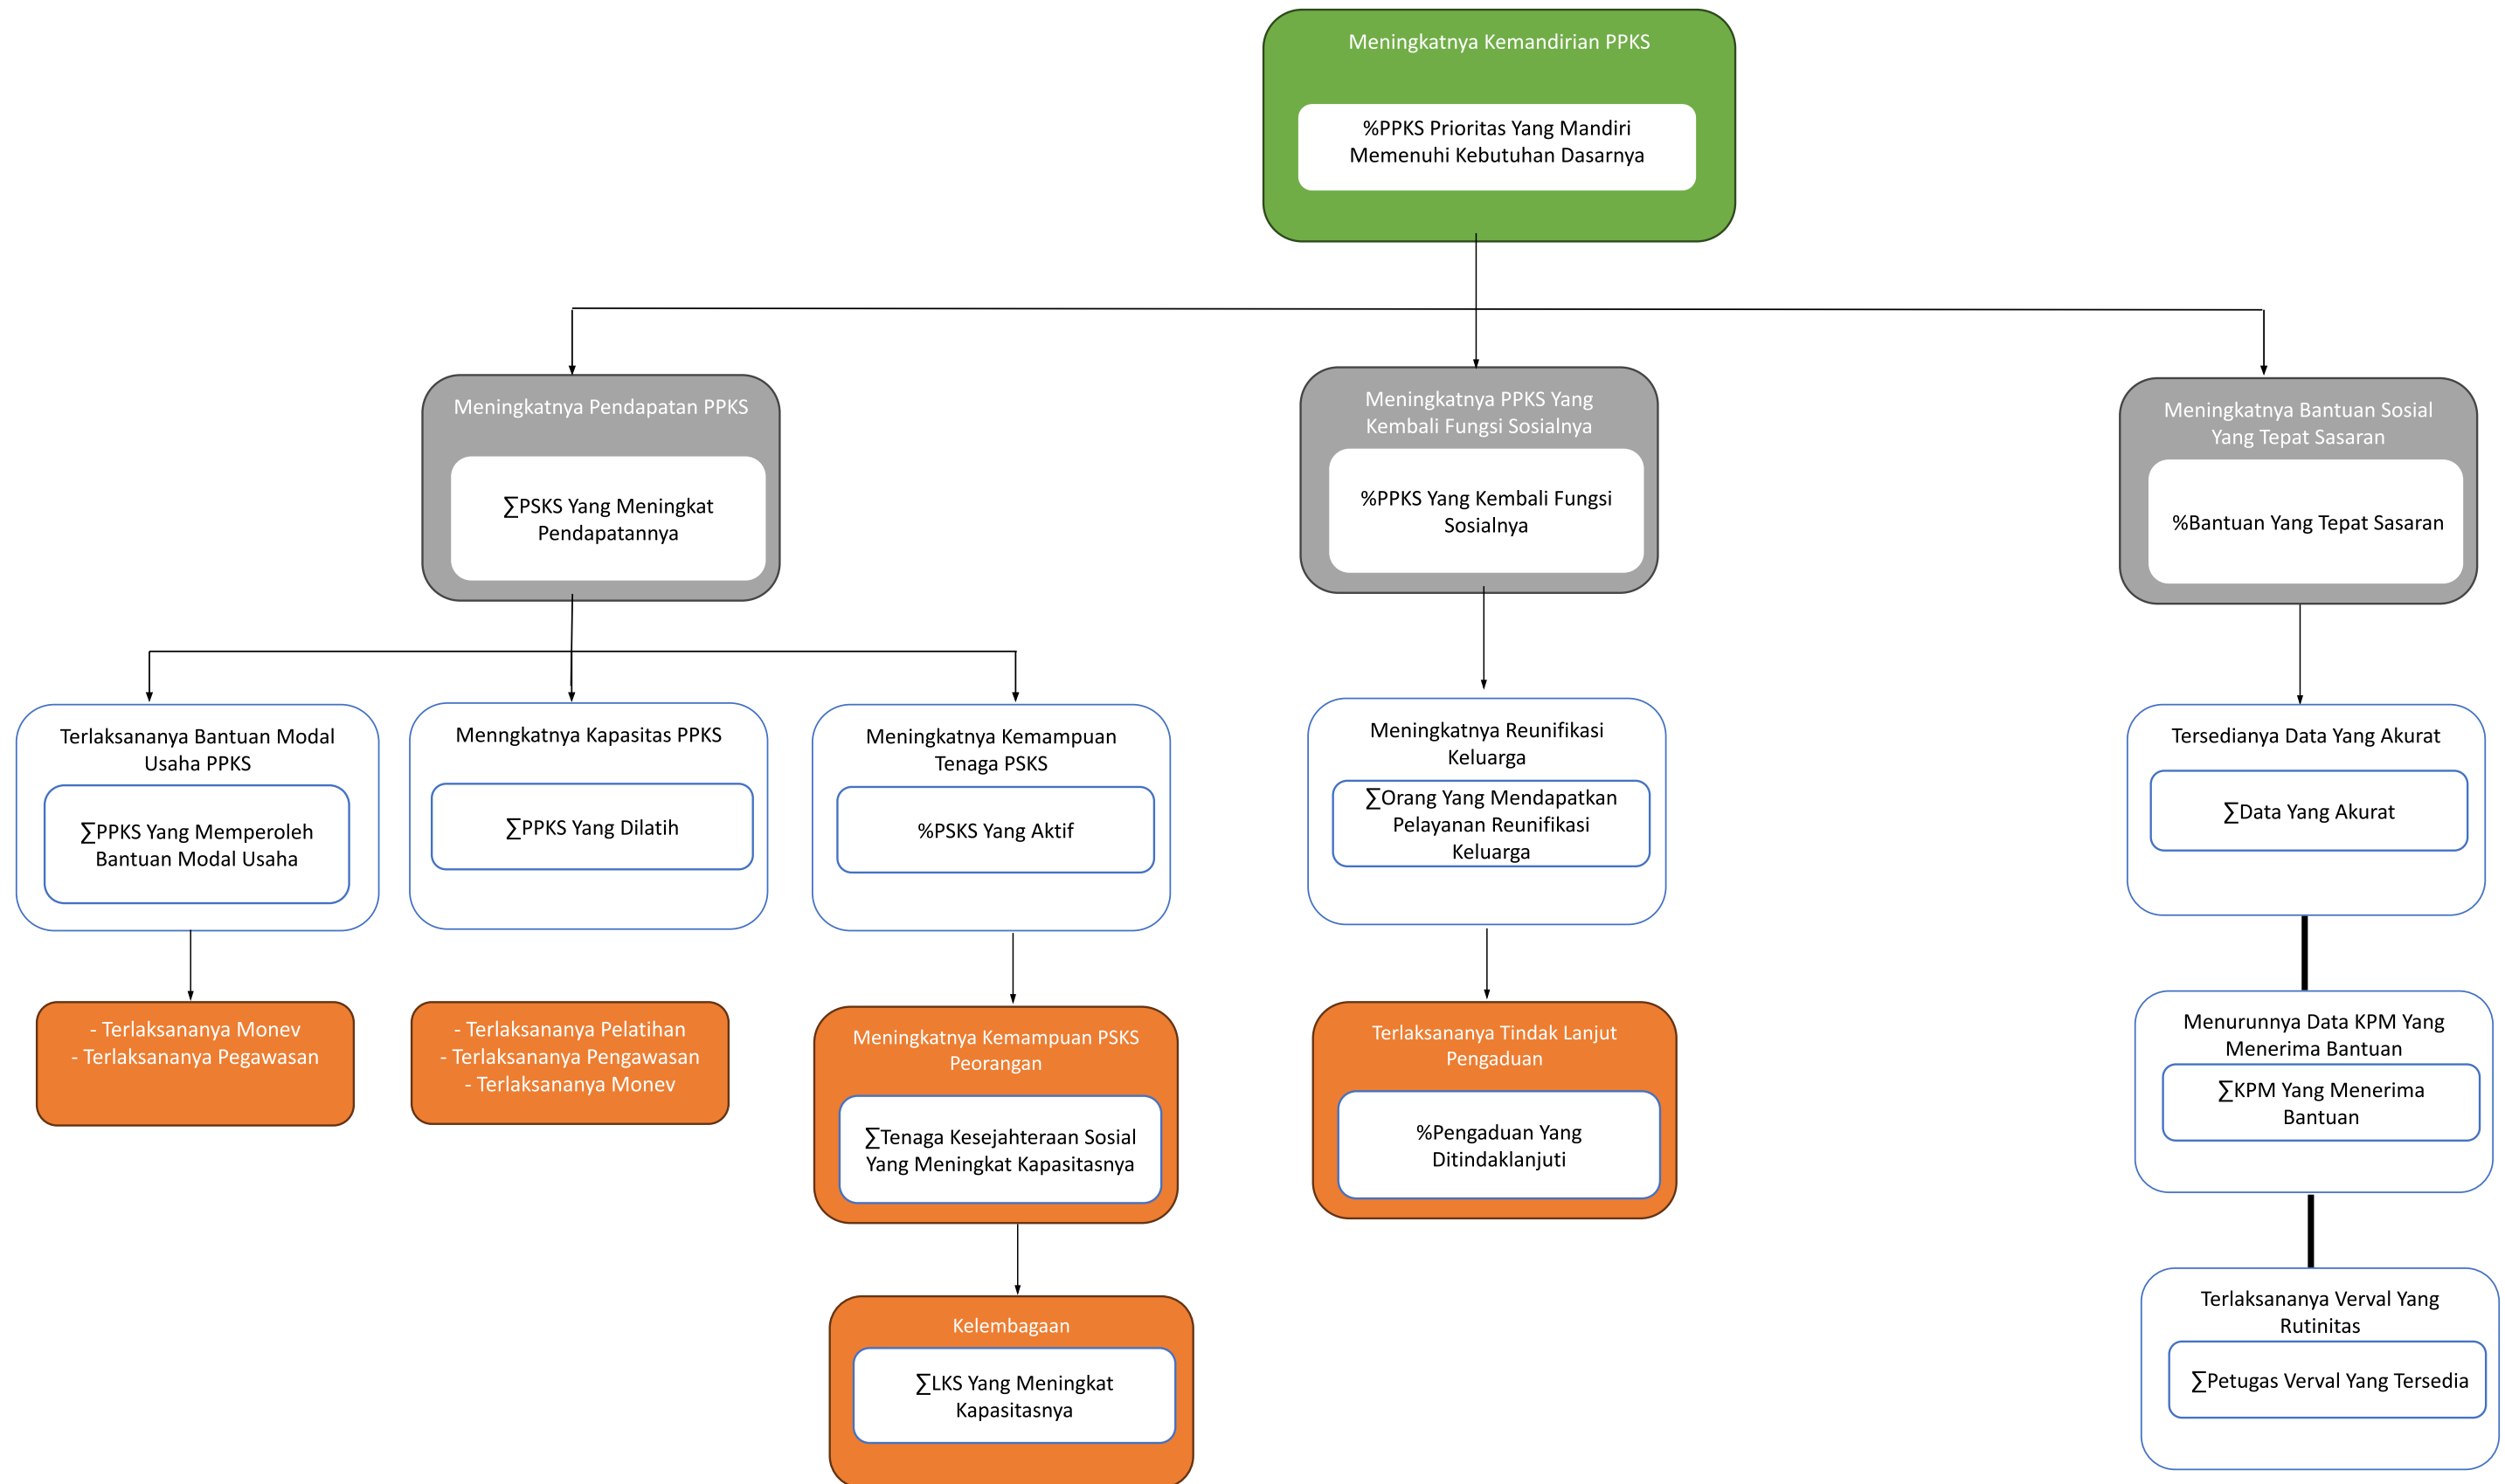 Meningkatnya Kemandirian PPKS
%PPKS Prioritas Yang Mandiri
Memenuhi Kebutuhan Dasarnya
Meningkatnya Pendapatan PPKS
∑PSKS Yang Meningkat
Pendapatannya
Meningkatnya PPKS Yang
Kembali Fungsi Sosialnya
%PPKS Yang Kembali Fungsi
Sosialnya
Meningkatnya Bantuan Sosial
Yang Tepat Sasaran
%Bantuan Yang Tepat Sasaran
Terlaksananya Bantuan Modal
Usaha PPKS
∑PPKS Yang Memperoleh
Bantuan Modal Usaha
Menngkatnya Kapasitas PPKS
∑PPKS Yang Dilatih
Meningkatnya Kemampuan
Tenaga PSKS
%PSKS Yang Aktif
Meningkatnya Reunifikasi
Keluarga
∑Orang Yang Mendapatkan
Pelayanan Reunifikasi
Keluarga
Tersedianya Data Yang Akurat
∑Data Yang Akurat
- Terlaksananya Monev
- Terlaksananya Pegawasan
- Terlaksananya Pelatihan
- Terlaksananya Pengawasan
- Terlaksananya Monev
Meningkatnya Kemampuan PSKS
Peorangan
∑Tenaga Kesejahteraan Sosial
Yang Meningkat Kapasitasnya
Terlaksananya Tindak Lanjut
Pengaduan
%Pengaduan Yang
Ditindaklanjuti
Menurunnya Data KPM Yang
Menerima Bantuan
∑KPM Yang Menerima
Bantuan
Kelembagaan
∑LKS Yang Meningkat
Kapasitasnya
Terlaksananya Verval Yang
Rutinitas
∑Petugas Verval Yang Tersedia